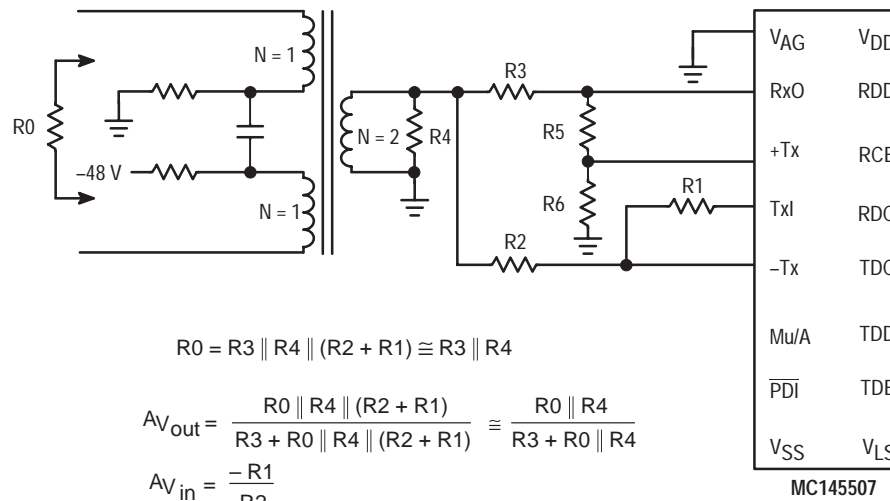 N = 1
R0
–48 V
N = 1
N = 2
R4
R3
R5
R6
R2
R1
VAG
RxO
+Tx
TxI
–Tx
Mu/A
PDI
VSS
MC145507
R0 = R3 || R4 || (R2 + R1) ≅ R3 || R4
AVout = R0 || R4 || (R2 + R1) / R3 + R0 || R4 || (R2 + R1) ≅ R0 || R4 / R3 + R0 || R4
AVin = – R1